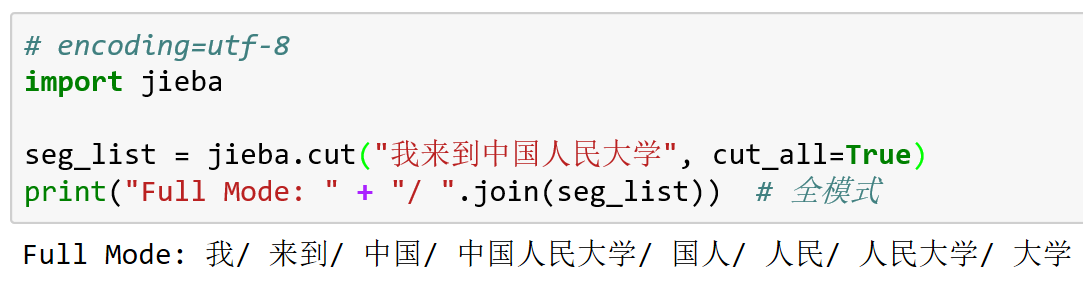 # encoding=utf-8
import jieba
seg_list = jieba.cut("我来到中国人民大学", cut_all=True)
print("Full Mode: " + "/ ".join(seg_list))  # 全模式
Full Mode: 我/ 来到/ 中国/ 中国人民大学/ 国人/ 人民/ 人民大学/ 大学